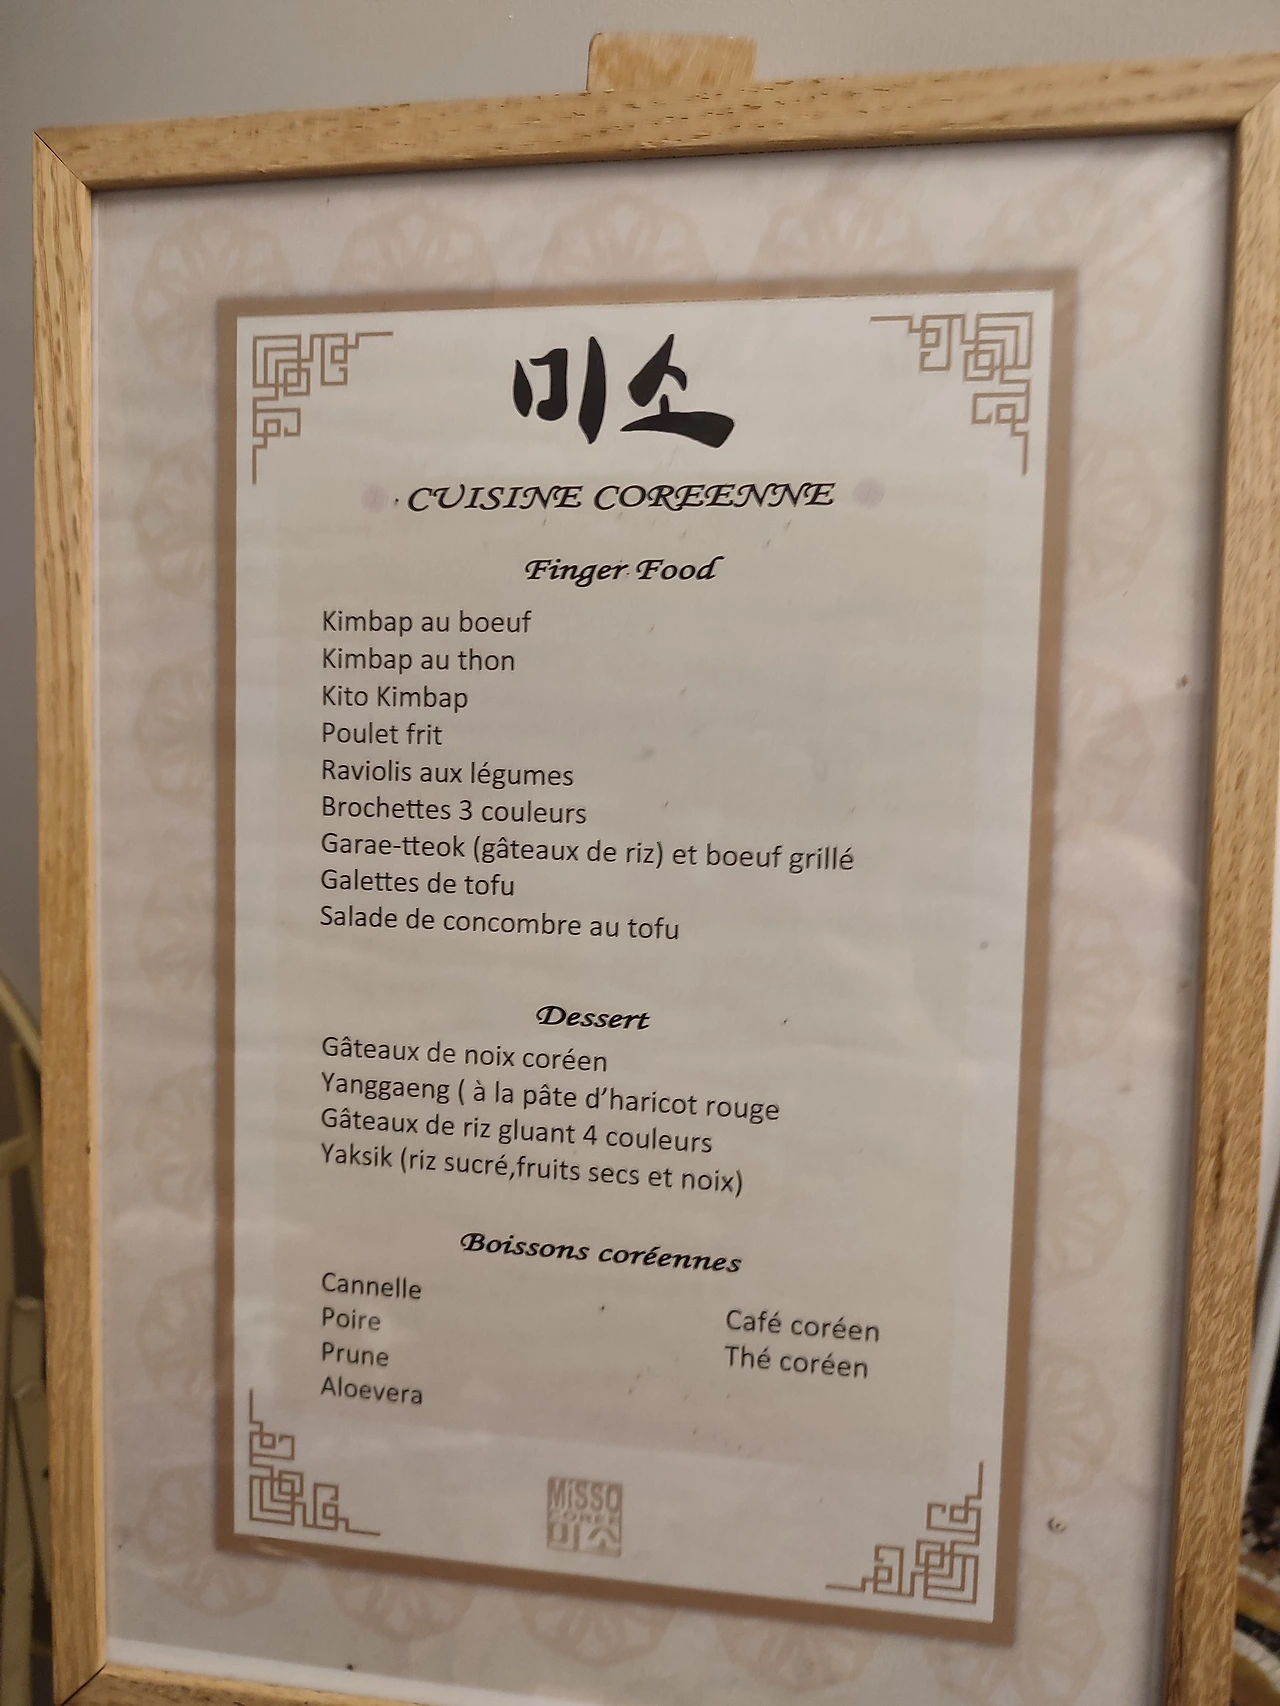 미소
CUISINE COREENNE
Finger Food
Kimbap au boeuf
Kimbap au thon
Kito Kimbap
Poulet frit
Raviolis aux légumes
Brochettes 3 couleurs
Garae-tteok (gâteaux de riz) et boeuf grillé
Galettes de tofu
Salade de concombre au tofu
Dessert
Gâteaux de noix coréen
Yanggaeng ( à la pâte d’haricot rouge
Gâteaux de riz gluant 4 couleurs
Yaksik (riz sucré,fruits secs et noix)
Boissons coréennes
Cannelle
Poire
Prune
Aloevera
Café coréen
Thé coréen
MiSSO
COREE
미소